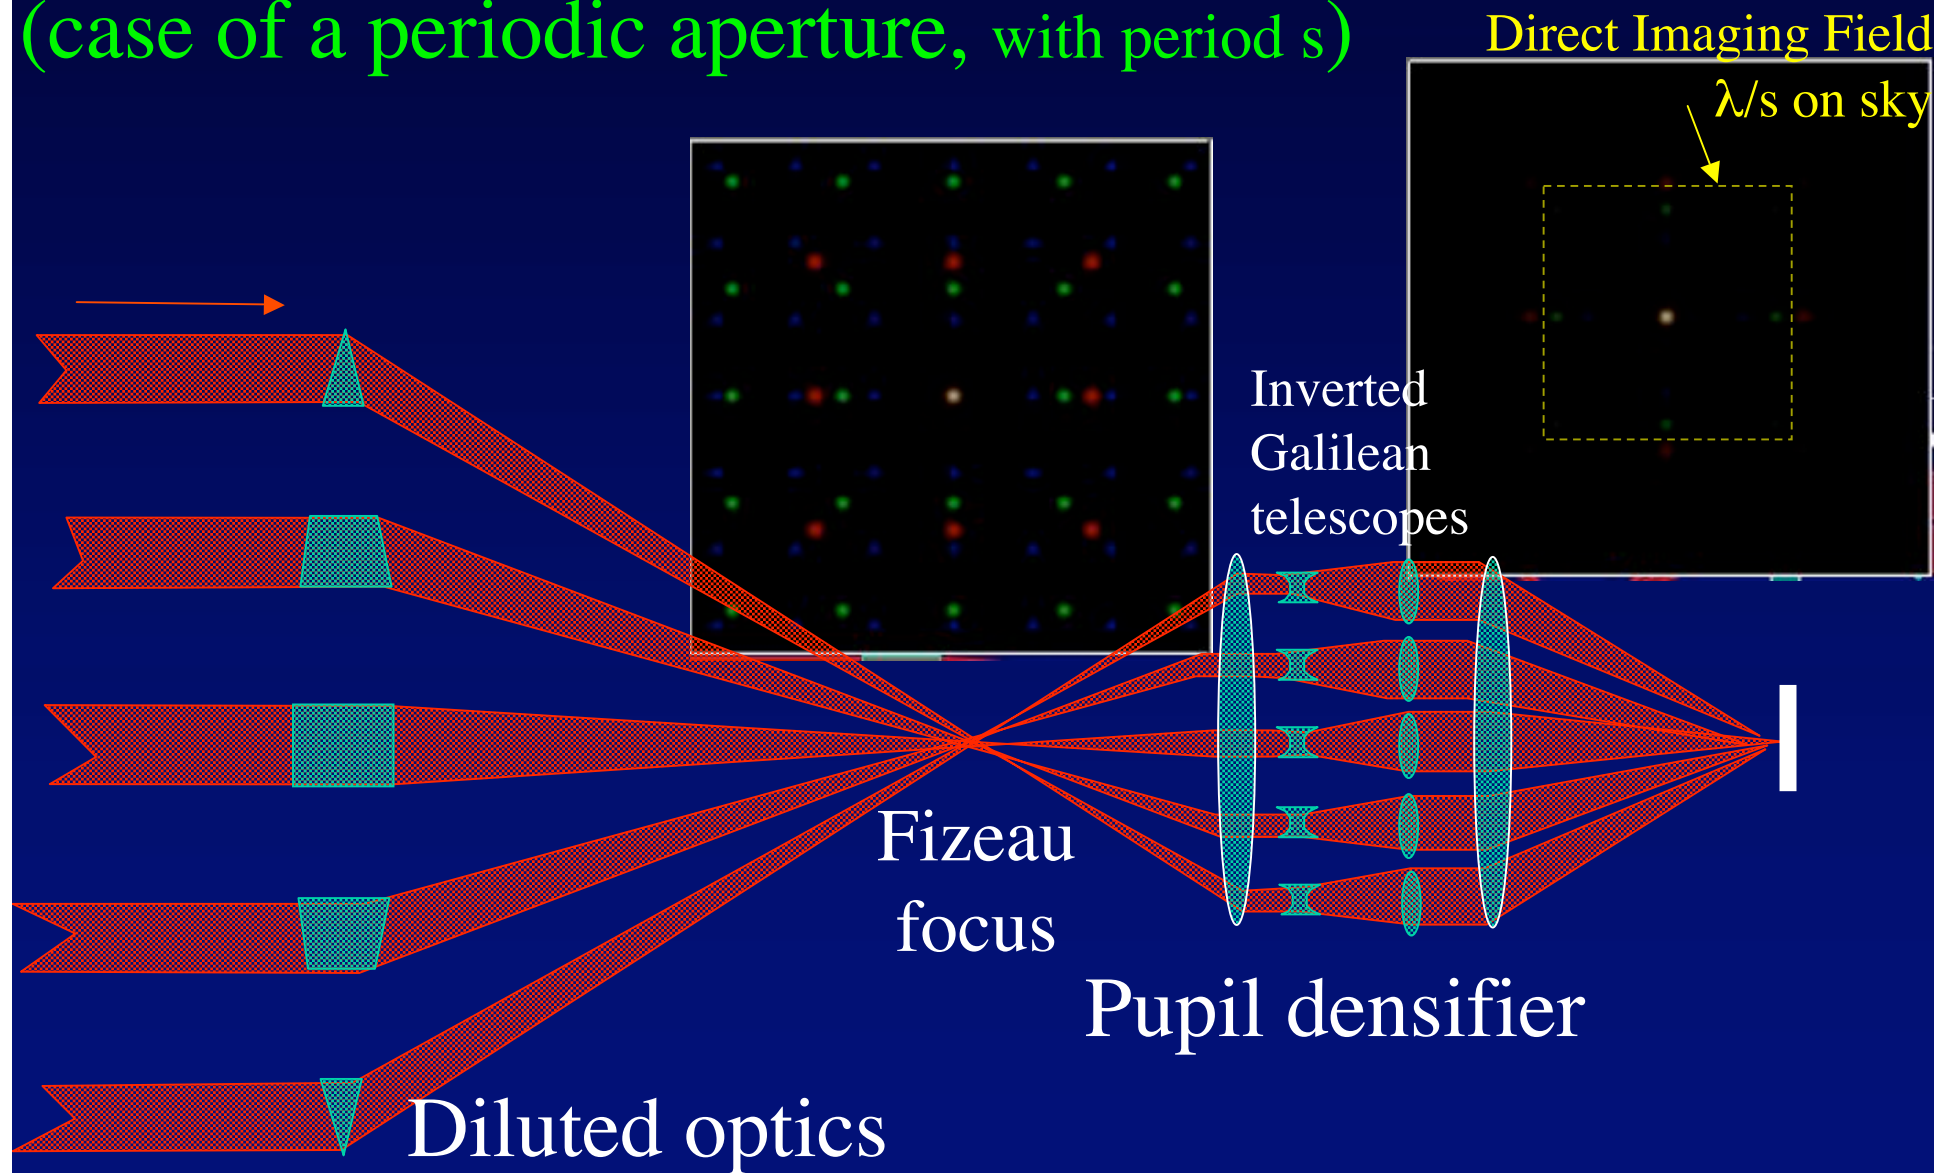 (case of a periodic aperture, with period s)
Direct Imaging Field
λ/s on sky
Inverted
Galilean
telescopes
Fizeau
focus
Pupil densifier
Diluted optics